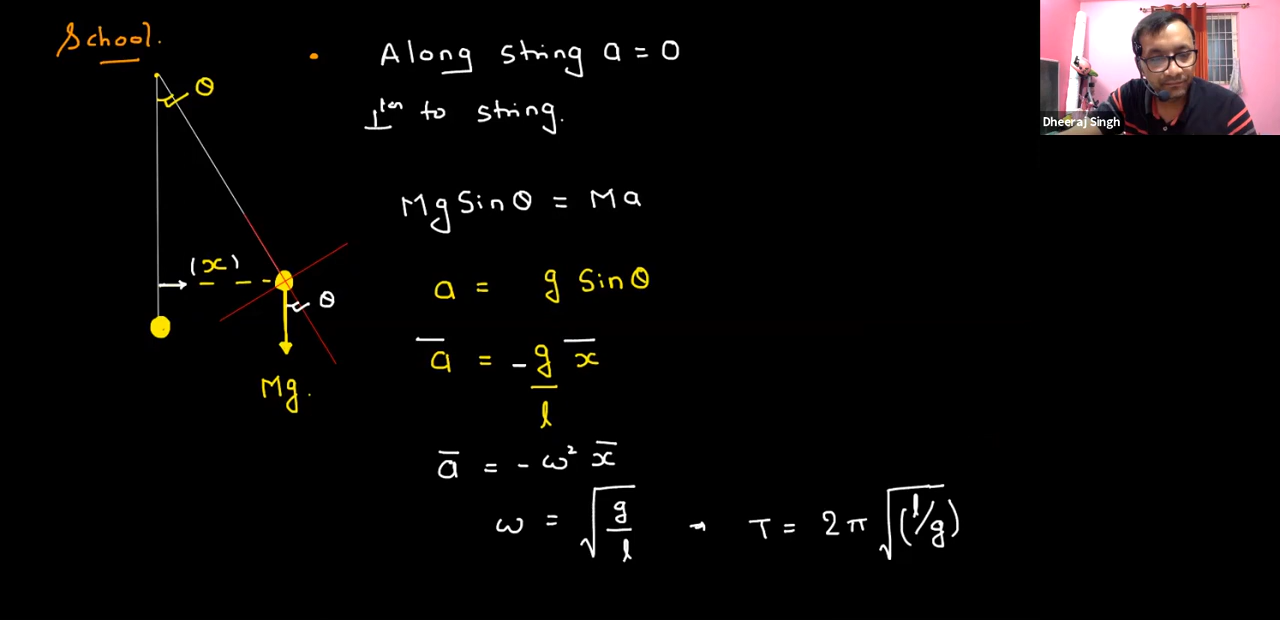 School.
θ
(x)
θ
Mg.
• Along string a = 0
⊥ᵗᵉⁿ to string.
Mg Sin θ = Ma
a = g Sin θ
a̅ = - g/l x̅
a̅ = - ω² x̅
ω = √(g/l) → T = 2π √(l/g)
Dheeraj Singh